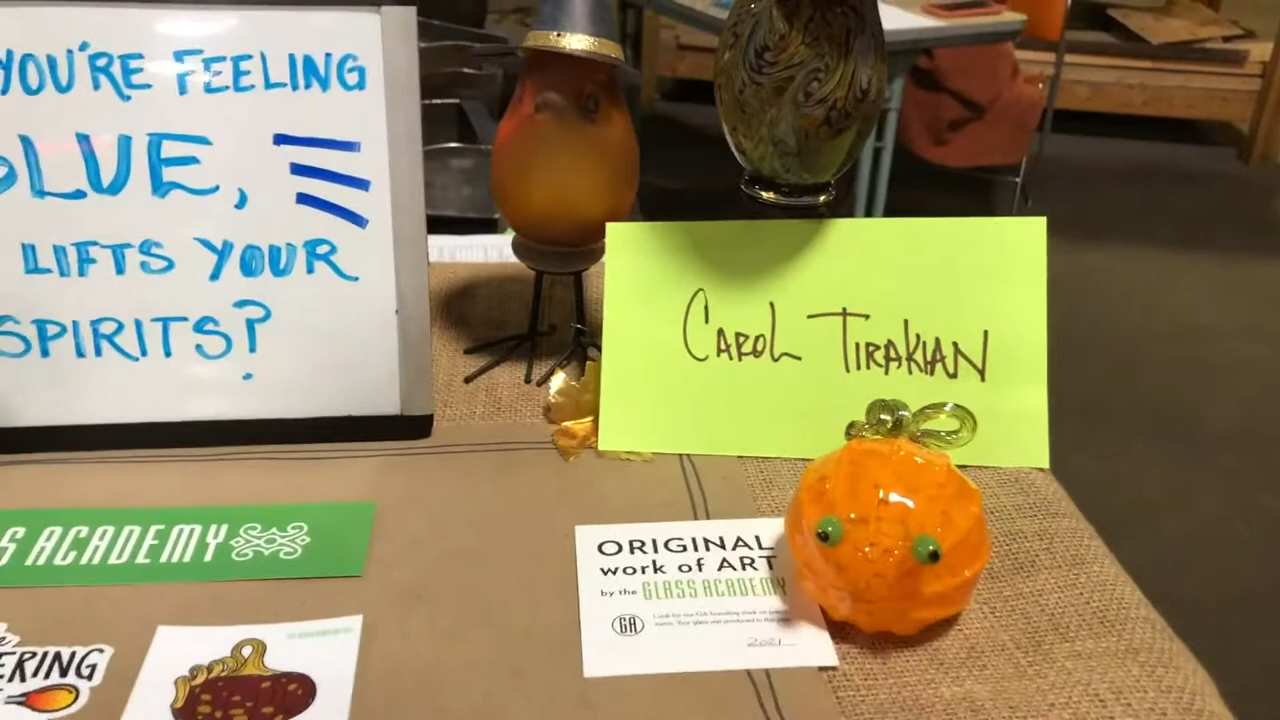 YOU'RE FEELING
BLUE,
LIFTS YOUR
SPIRITS?
CAROL TIRAKIAN
S ACADEMY
ORIGINAL
work of ART
by the GLASS ACADEMY
GA
2021
ERING